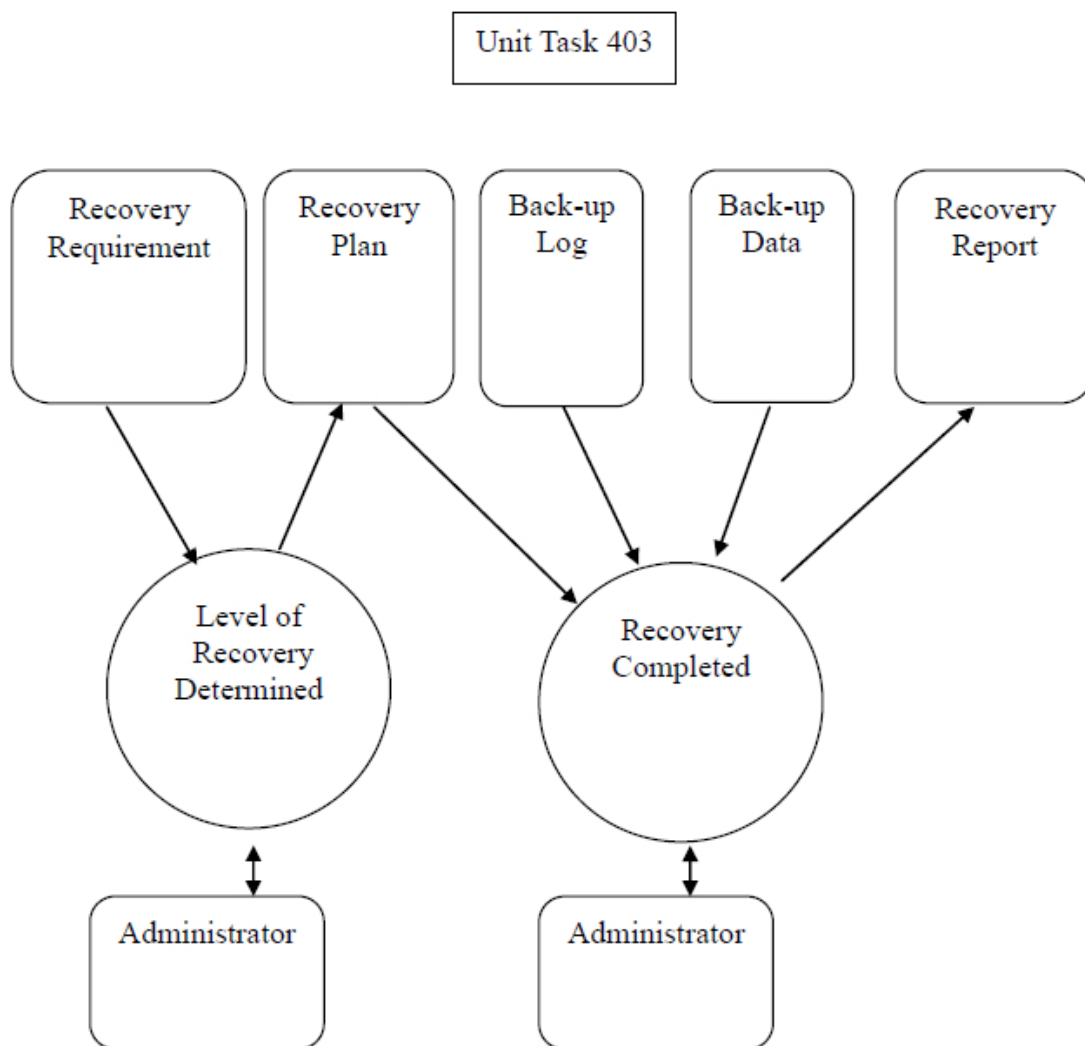 Unit Task 403
Recovery
Requirement
Recovery
Plan
Back-up
Log
Back-up
Data
Recovery
Report
Level of
Recovery
Determined
Recovery
Completed
Administrator
Administrator